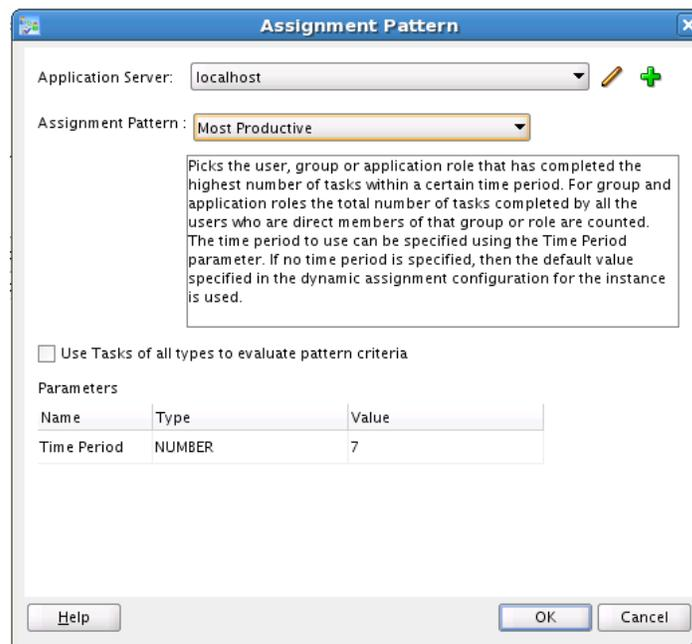 Assignment Pattern
Application Server: localhost
Assignment Pattern : Most Productive
Picks the user, group or application role that has completed the
highest number of tasks within a certain time period. For group and
application roles the total number of tasks completed by all the
users who are direct members of that group or role are counted.
The time period to use can be specified using the Time Period
parameter. If no time period is specified, then the default value
specified in the dynamic assignment configuration for the instance
is used.
Use Tasks of all types to evaluate pattern criteria
Parameters
Name Type Value
Time Period NUMBER 7
Help OK Cancel